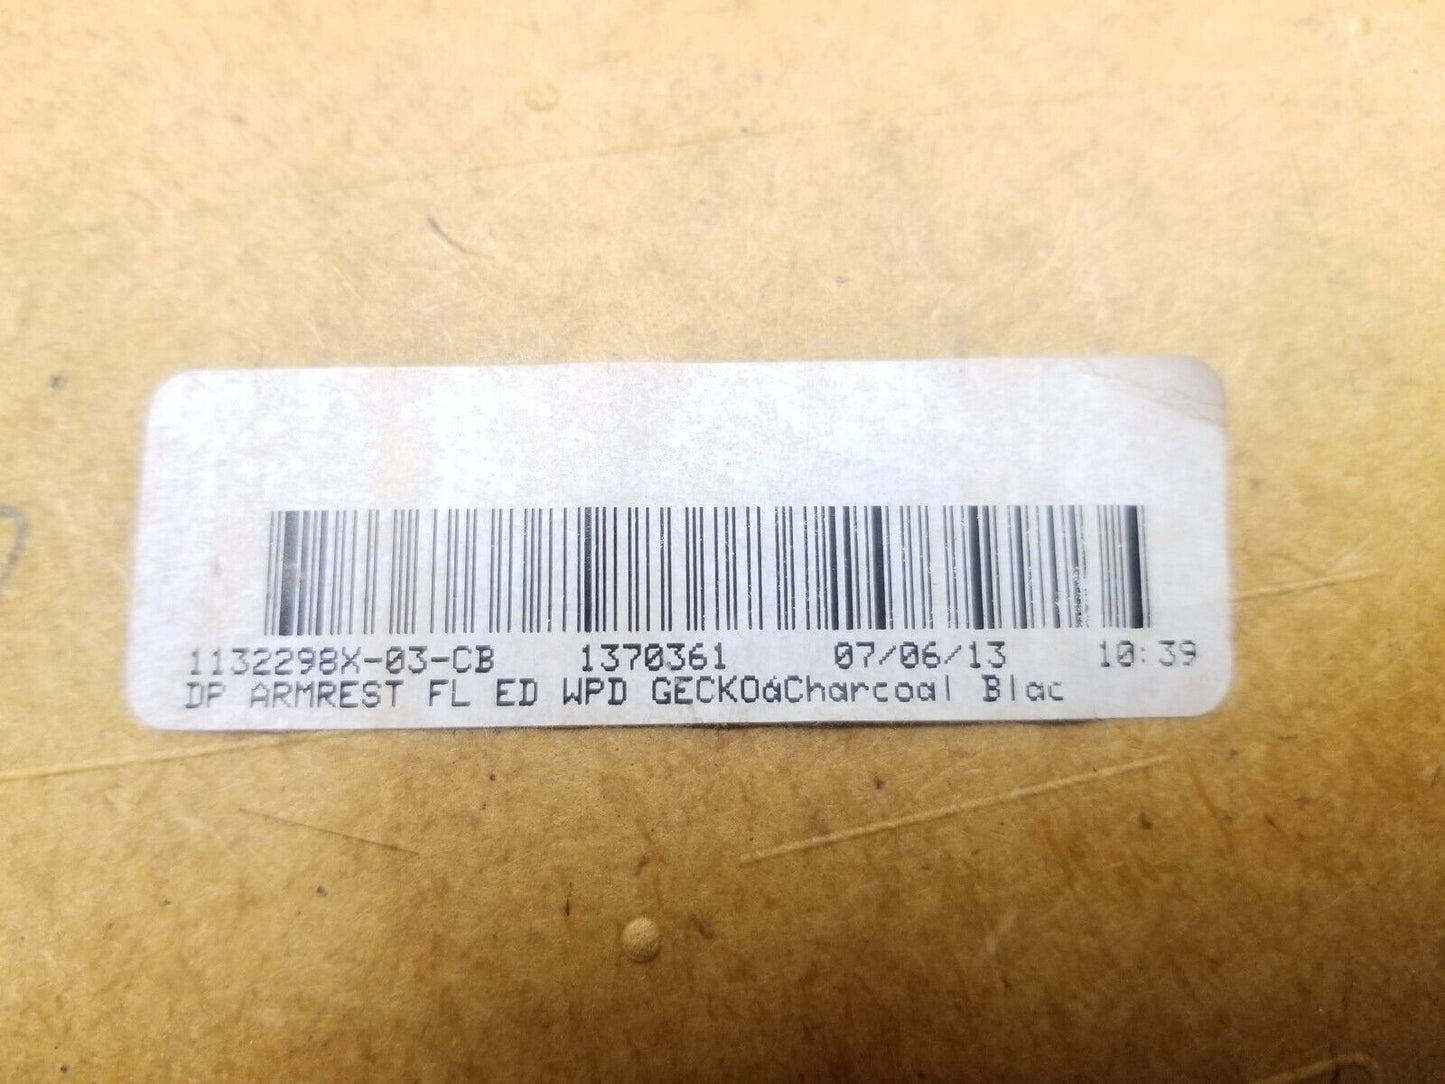 1132298X-03-CB 1370361 07/06/13 10:39
DP ARMREST FL ED WPD GECKOáCharcoal Blac